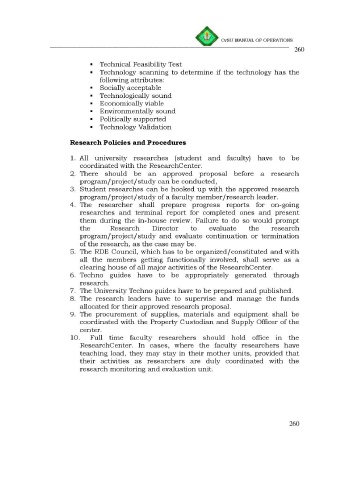 CvSU MANUAL OF OPERATIONS
260
• Technical Feasibility Test
• Technology scanning to determine if the technology has the
following attributes:
• Socially acceptable
• Technologically sound
• Economically viable
• Environmentally sound
• Politically supported
• Technology Validation
Research Policies and Procedures
1. All university researches (student and faculty) have to be
coordinated with the ResearchCenter.
2. There should be an approved proposal before a research
program/project/study can be conducted.
3. Student researches can be hooked up with the approved research
program/project/study of a faculty member/research leader.
4. The researcher shall prepare progress reports for on-going
researches and terminal report for completed ones and present
them during the in-house review. Failure to do so would prompt
the Research Director to evaluate the research
program/project/study and evaluate continuation or termination
of the research, as the case may be.
5. The RDE Council, which has to be organized/constituted and with
all the members getting functionally involved, shall serve as a
clearing house of all major activities of the ResearchCenter.
6. Techno guides have to be appropriately generated through
research.
7. The University Techno guides have to be prepared and published.
8. The research leaders have to supervise and manage the funds
allocated for their approved research proposal.
9. The procurement of supplies, materials and equipment shall be
coordinated with the Property Custodian and Supply Officer of the
center.
10. Full time faculty researchers should hold office in the
ResearchCenter. In cases, where the faculty researchers have
teaching load, they may stay in their mother units, provided that
their activities as researchers are duly coordinated with the
research monitoring and evaluation unit.
260